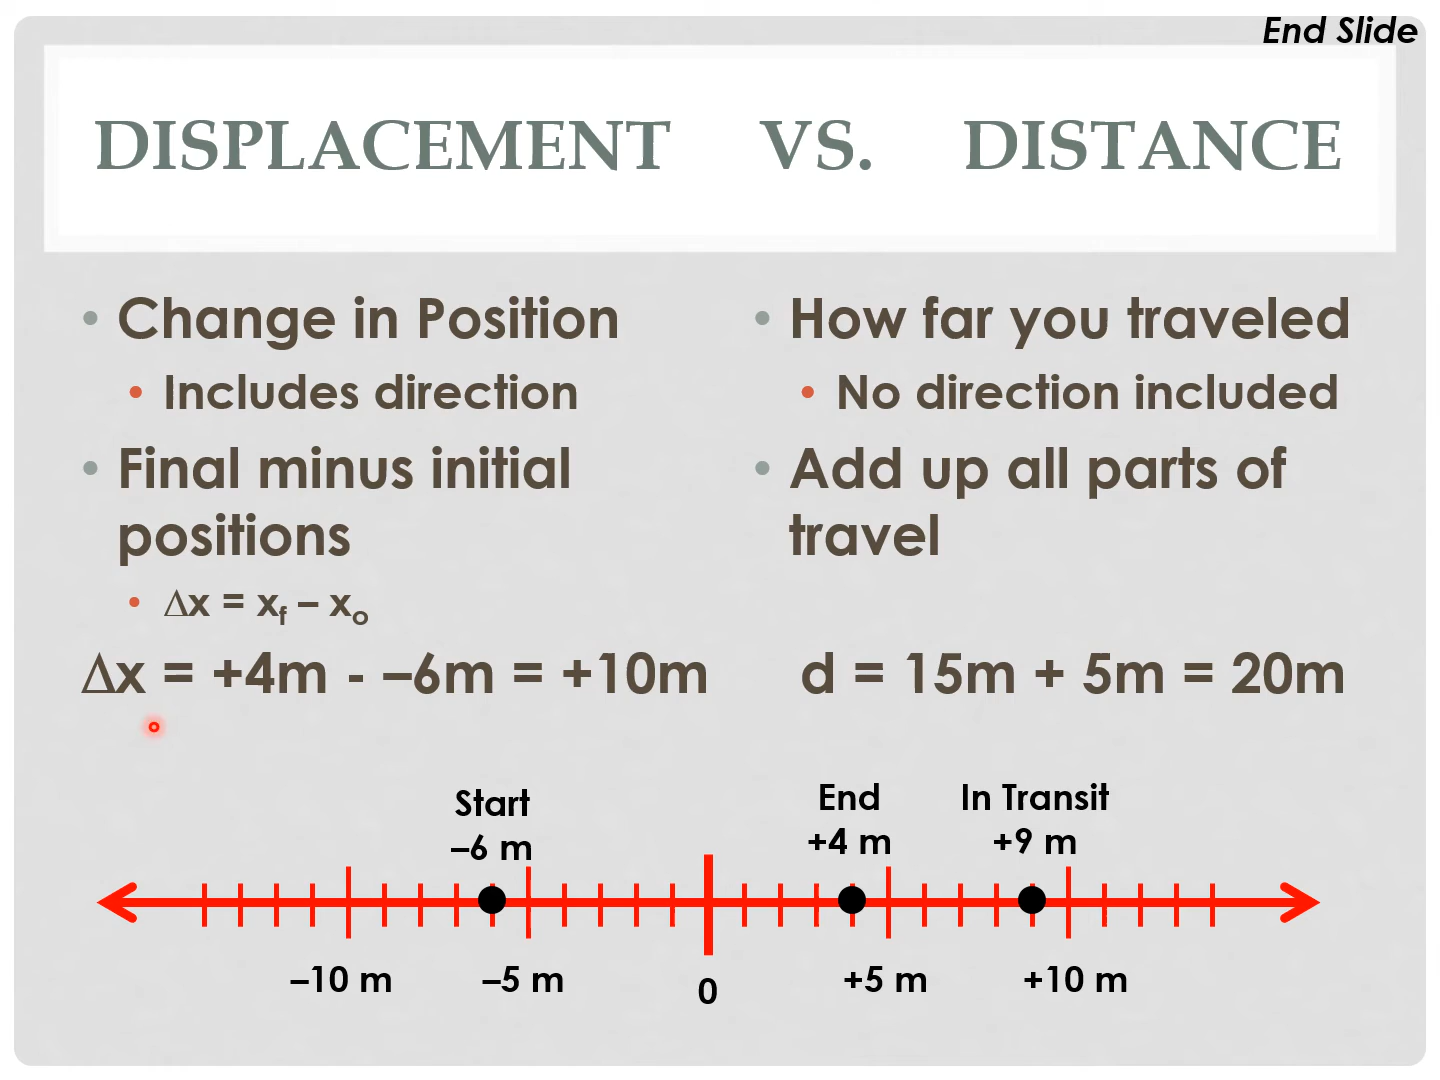 End Slide
DISPLACEMENT VS. DISTANCE
• Change in Position
• Includes direction
• Final minus initial
positions
• Δx = xf – xo
Δx = +4m - –6m = +10m
• How far you traveled
• No direction included
• Add up all parts of
travel
d = 15m + 5m = 20m
Start
–6 m
End
+4 m
In Transit
+9 m
–10 m
–5 m
0
+5 m
+10 m